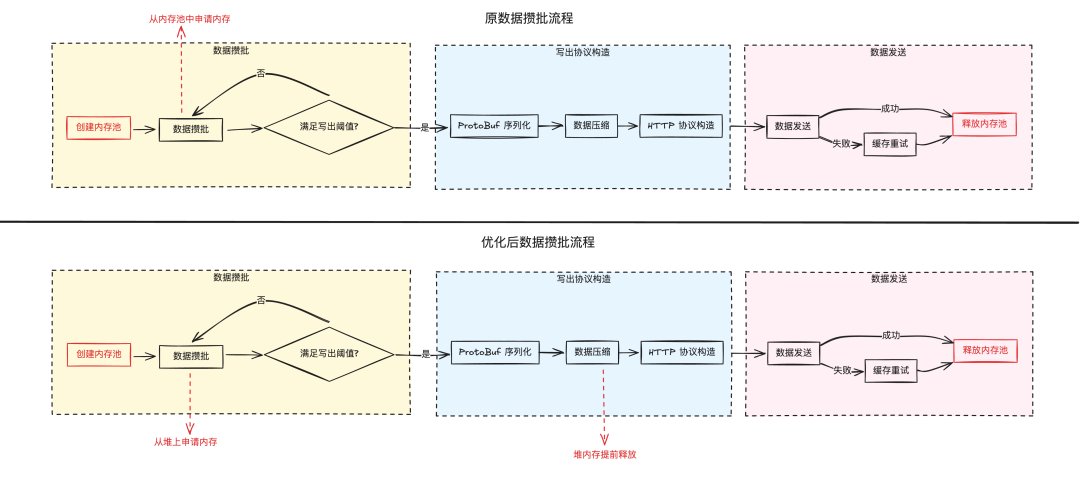 原数据攒批流程
从内存池中申请内存
数据攒批
创建内存池
数据攒批
满足写出阈值?
否
是
写出协议构造
ProtoBuf 序列化
数据压缩
HTTP 协议构造
数据发送
数据发送
成功
失败
缓存重试
释放内存池
优化后数据攒批流程
数据攒批
创建内存池
数据攒批
满足写出阈值?
否
是
从堆上申请内存
写出协议构造
ProtoBuf 序列化
数据压缩
HTTP 协议构造
堆内存提前释放
数据发送
数据发送
成功
失败
缓存重试
释放内存池